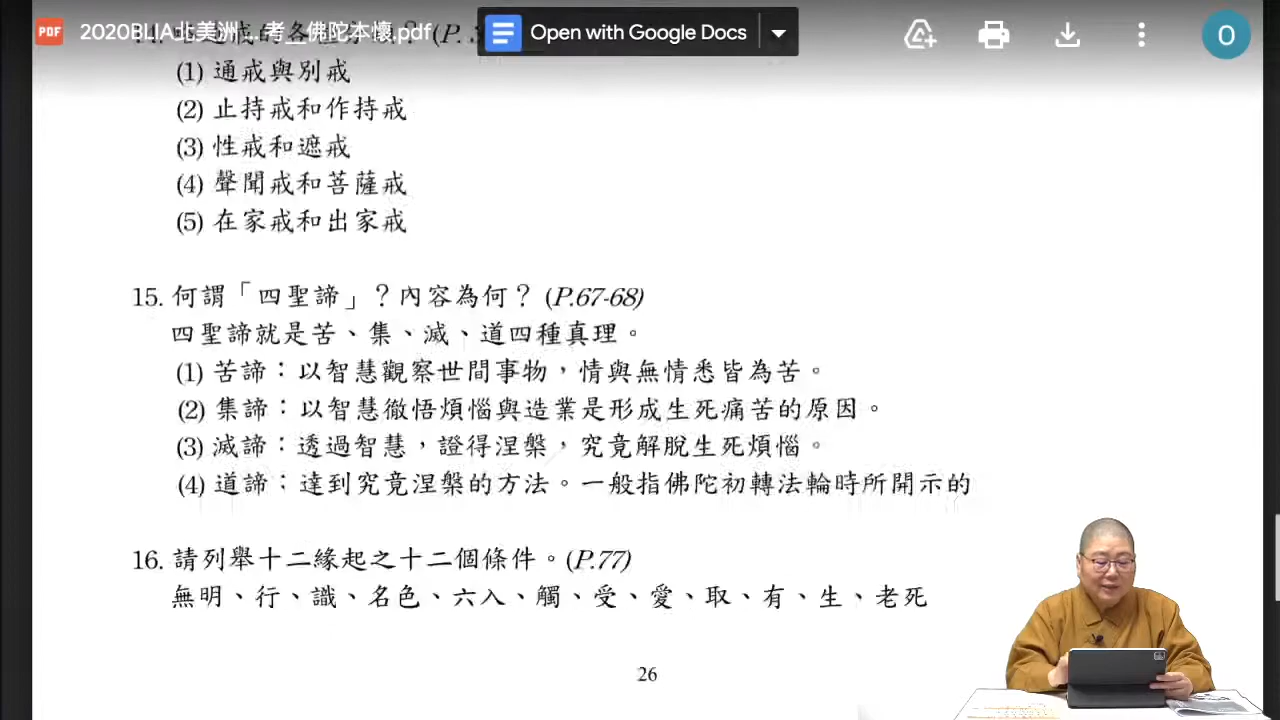 PDF 2020BLIA北美洲 ... 考_ 佛陀本懷.pdf
Open with Google Docs
O
(1) 通戒與別戒
(2) 止持戒和作持戒
(3) 性戒和遮戒
(4) 聲聞戒和菩薩戒
(5) 在家戒和出家戒
15. 何謂「四聖諦」？內容為何？ (P.67-68)
四聖諦就是苦、集、滅、道四種真理。
(1) 苦諦：以智慧觀察世間事物，情與無情悉皆為苦。
(2) 集諦：以智慧徹悟煩惱與造業是形成生死痛苦的原因。
(3) 滅諦：透過智慧，證得涅槃，究竟解脫生死煩惱。
(4) 道諦：達到究竟涅槃的方法。一般指佛陀初轉法輪時所開示的
16. 請列舉十二緣起之十二個條件。(P.77)
無明、行、識、名色、六入、觸、受、愛、取、有、生、老死
26